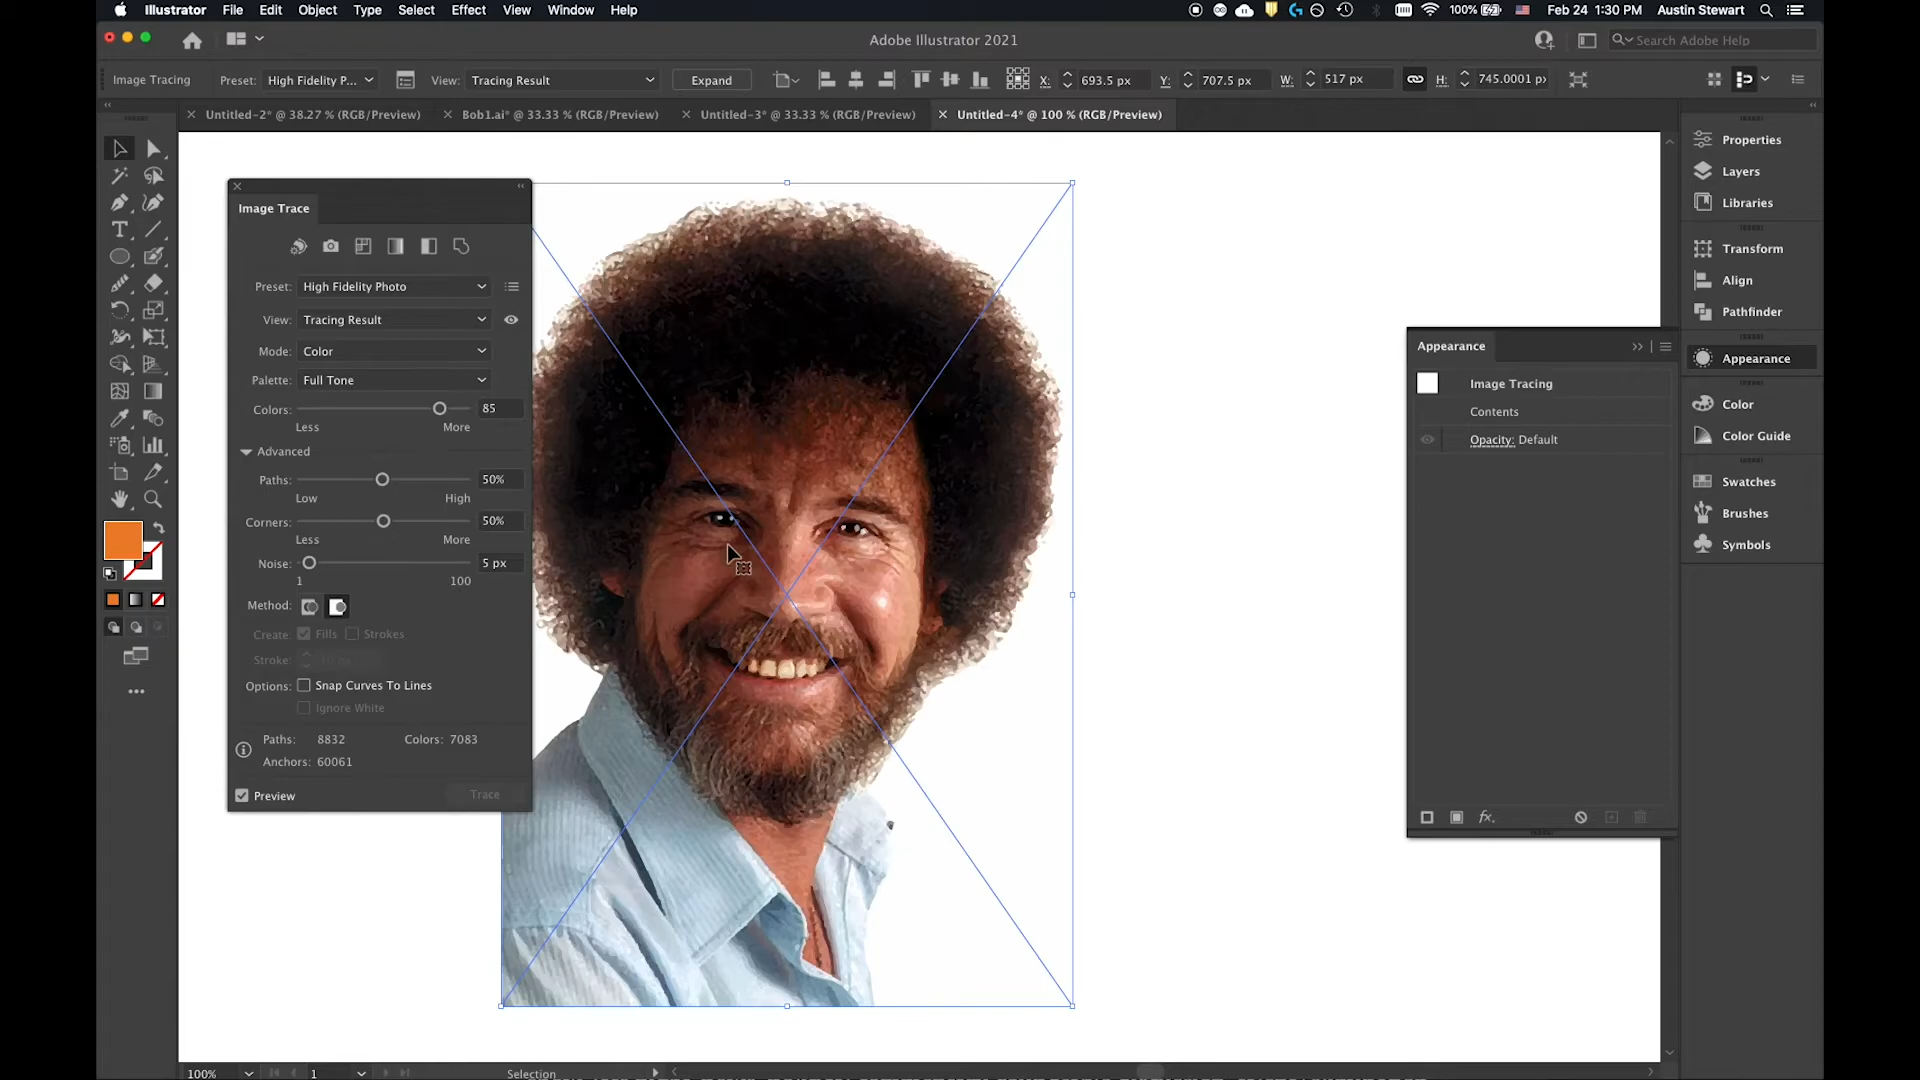 Illustrator File Edit Object Type Select Effect View Window Help 100% Feb 24 1:30 PM Austin Stewart
Adobe Illustrator 2021 Search Adobe Help
Image Tracing Preset: High Fidelity P... View: Tracing Result Expand X: 693.5 px Y: 707.5 px W: 517 px H: 745.0001 px
Untitled-2* @ 38.27 % (RGB/Preview) Bob1.ai* @ 33.33 % (RGB/Preview) Untitled-3* @ 33.33 % (RGB/Preview) Untitled-4* @ 100 % (RGB/Preview)
Image Trace
Preset: High Fidelity Photo
View: Tracing Result
Mode: Color
Palette: Full Tone
Colors: 85
Less More
Advanced
Paths: 50%
Low High
Corners: 50%
Less More
Noise: 5 px
1 100
Method:
Create: Fills Strokes
Stroke:
Options: Snap Curves To Lines
Ignore White
Paths: 8832 Colors: 7083
Anchors: 60061
Preview Trace
Appearance
Image Tracing
Contents
Opacity: Default
fx.
Properties
Layers
Libraries
Transform
Align
Pathfinder
Appearance
Color
Color Guide
Swatches
Brushes
Symbols
100% 1 Selection